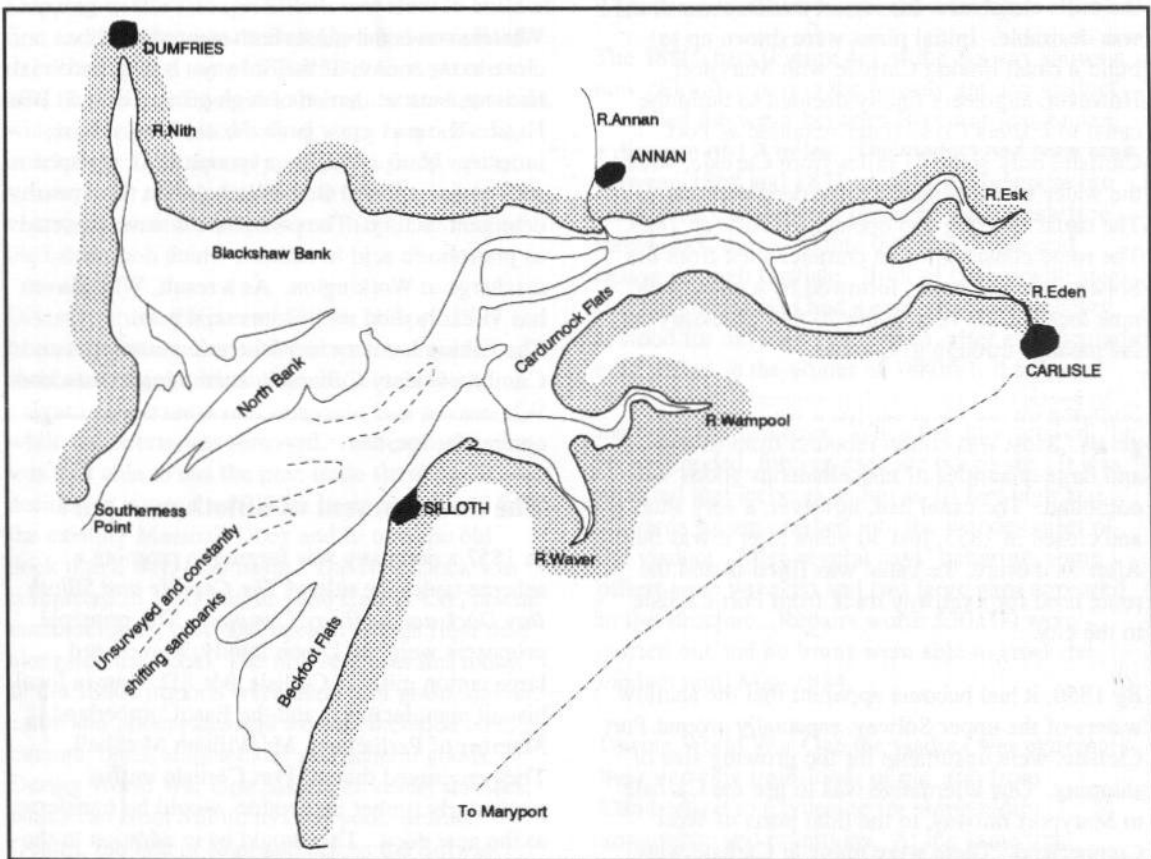 DUMFRIES
R.Nith
R.Annan
ANNAN
R.Esk
Blackshaw Bank
Cardurnock Flats
R.Eden
CARLISLE
North Bank
R.Wampool
Southerness
Point
SILLOTH
R.Waver
Unsurveyed and constantly
shifting sandbanks
Beckfoot Flats
To Maryport